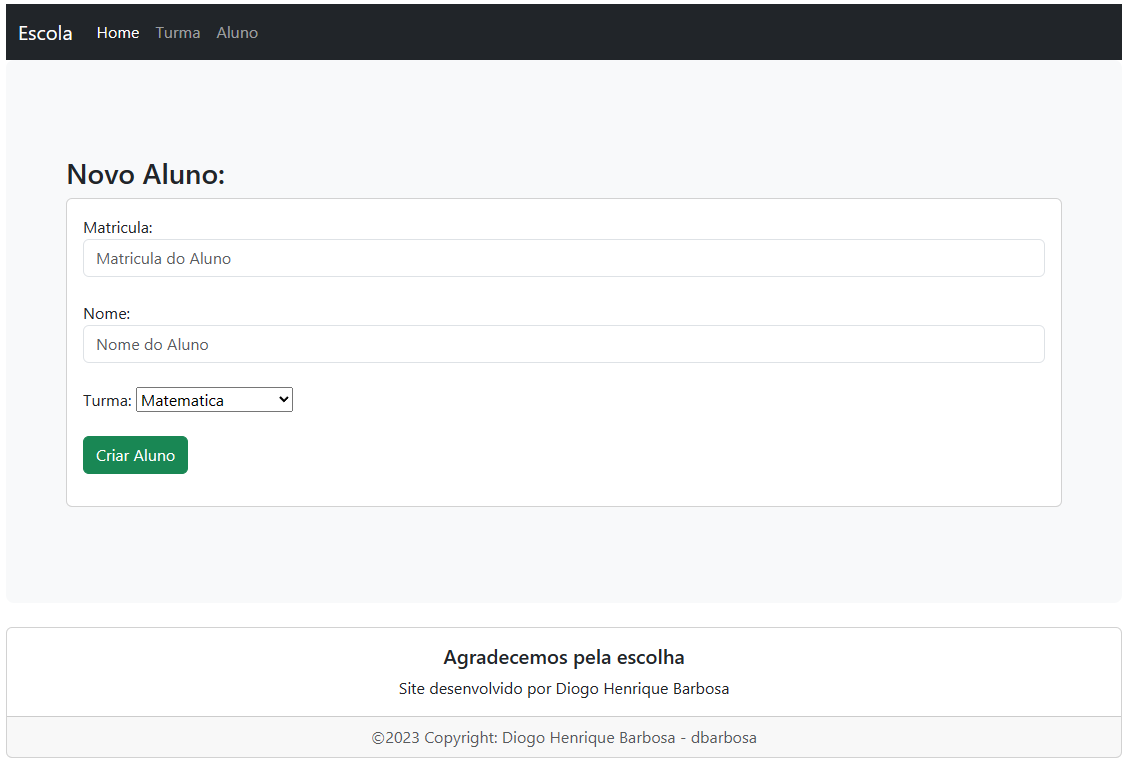 Escola Home Turma Aluno
Novo Aluno:
Matricula:
Matricula do Aluno
Nome:
Nome do Aluno
Turma: Matematica
Criar Aluno
Agradecemos pela escolha
Site desenvolvido por Diogo Henrique Barbosa
©2023 Copyright: Diogo Henrique Barbosa - dbarbosa